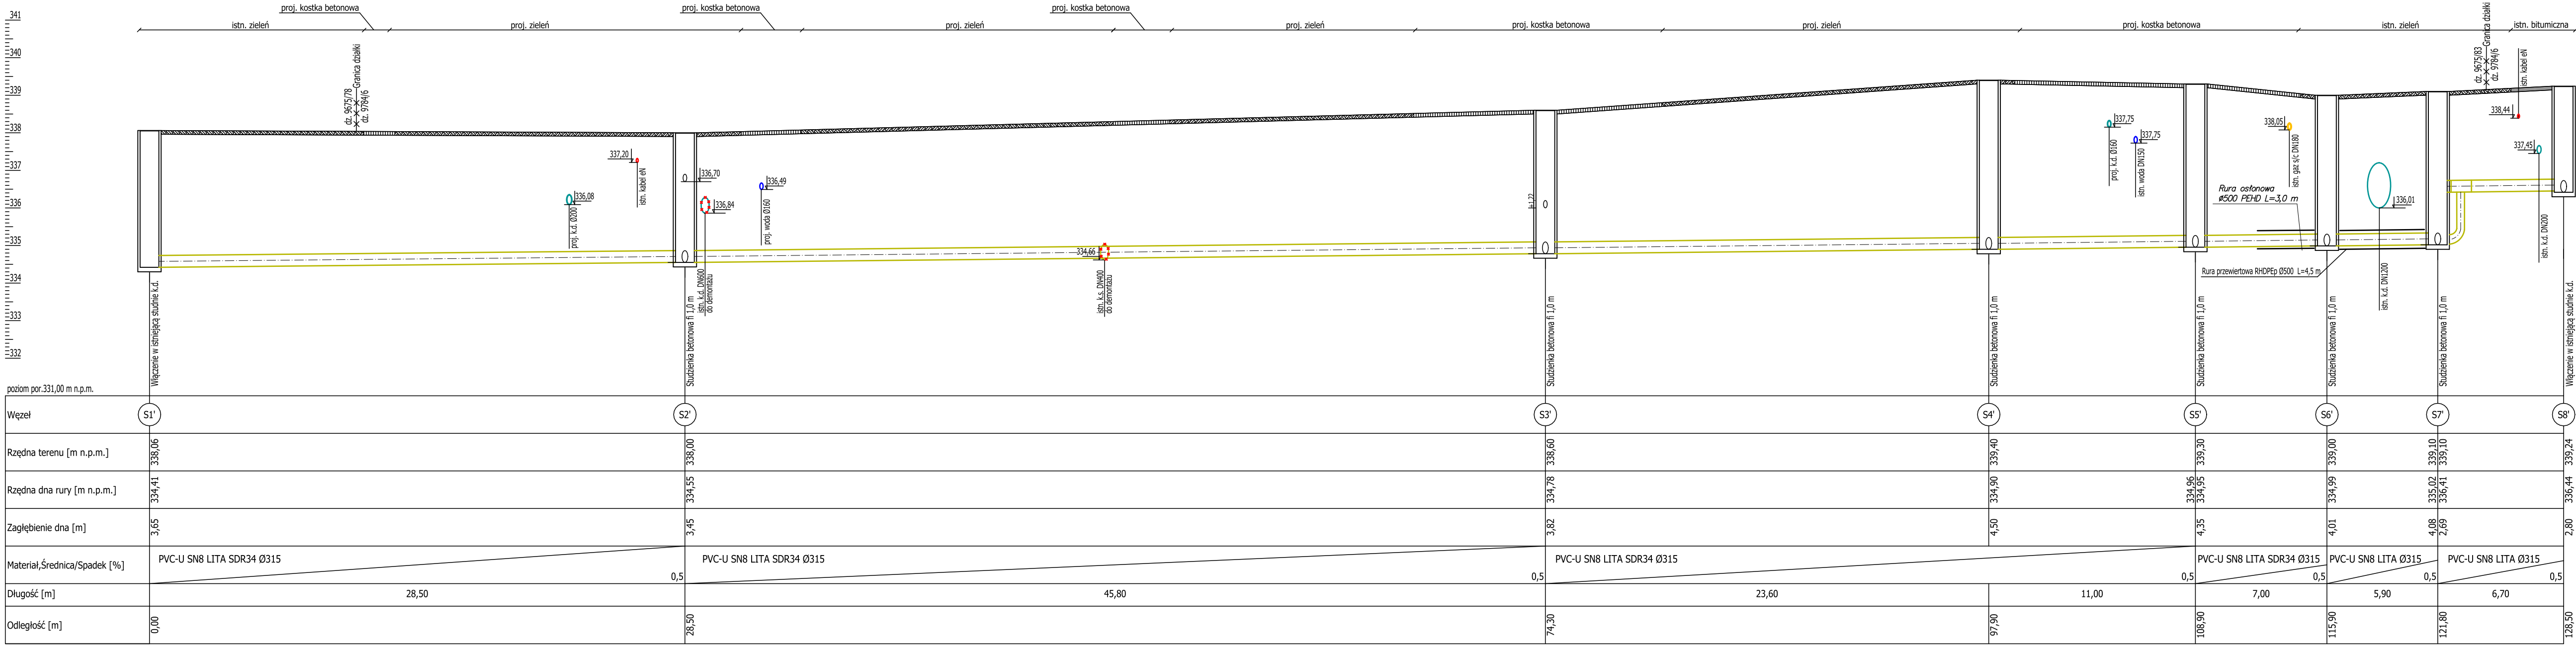 proj. kostka betonowa
proj. kostka betonowa
proj. kostka betonowa
istn. zieleń
proj. zieleń
proj. zieleń
proj. zieleń
proj. kostka betonowa
proj. zieleń
proj. kostka betonowa
istn. zieleń
istn. bitumiczna
341
340
339
338
337
336
335
334
333
332
Granica działki
dz. 9675/78
dz. 9784/6
336,08
proj. k.d. Ø200
337,20
istn. kabel eN
336,70
336,84
istn. k.d. DN600
do demontażu
336,49
proj. woda Ø160
334,66
istn. k.s. DN400
do demontażu
h=1,22
337,75
proj. k.d. Ø160
337,75
istn. woda DN150
338,05
istn. gaz s/c DN180
Rura osłonowa
ø500 PEHD L=3,0 m
Rura przewiertowa RHDPEp Ø500 L=4,5 m
336,01
istn. k.d. DN1200
Granica działki
dz. 9675/83
dz. 9784/6
338,44
istn. kabel eN
337,45
istn. k.d. DN200
Włączenie w istniejącą studnie k.d.
Studzienka betonowa fi 1,0 m
Studzienka betonowa fi 1,0 m
Studzienka betonowa fi 1,0 m
Studzienka betonowa fi 1,0 m
Studzienka betonowa fi 1,0 m
Studzienka betonowa fi 1,0 m
Włączenie w istniejącą studnie k.d.
poziom por.331,00 m n.p.m.
Węzeł S1' S2' S3' S4' S5' S6' S7' S8'
Rzędna terenu [m n.p.m.] 338,06 338,00 338,60 339,40 339,30 339,00 339,10 339,10 339,24
Rzędna dna rury [m n.p.m.] 334,41 334,55 334,78 334,90 334,96 334,95 334,99 335,02 336,41 336,44
Zagłębienie dna [m] 3,65 3,45 3,82 4,50 4,35 4,01 4,08 2,69 2,80
Materiał,Średnica/Spadek [%]
PVC-U SN8 LITA SDR34 Ø315 0,5
PVC-U SN8 LITA SDR34 Ø315 0,5
PVC-U SN8 LITA SDR34 Ø315 0,5
PVC-U SN8 LITA SDR34 Ø315 0,5
PVC-U SN8 LITA Ø315 0,5
PVC-U SN8 LITA Ø315 0,5
Długość [m] 28,50 45,80 23,60 11,00 7,00 5,90 6,70
Odległość [m] 0,00 28,50 74,30 97,90 108,90 115,90 121,80 128,50